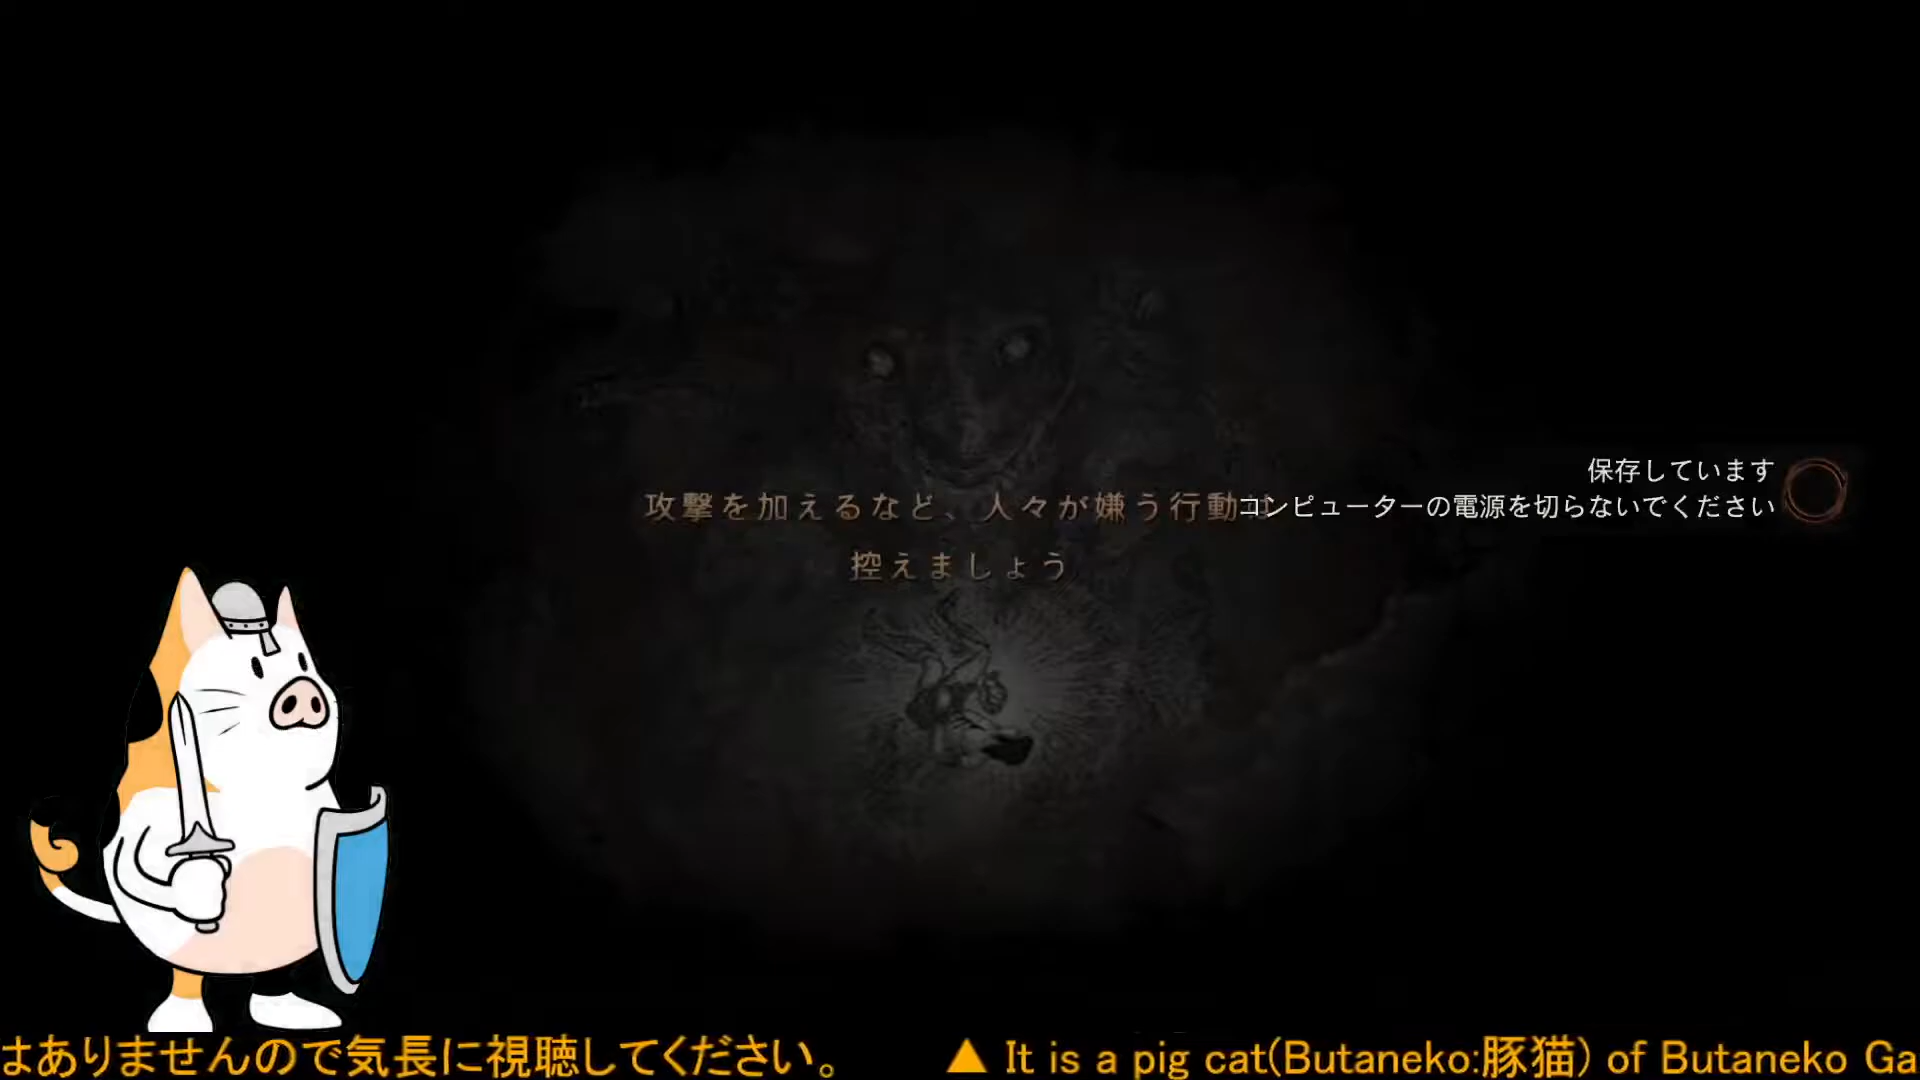 保存しています
コンピューターの電源を切らないでください
攻撃を加えるなど、人々が嫌う行動
控えましょう
はありませんので気長に視聴してください。 ▲ It is a pig cat(Butaneko:豚猫) of Butaneko Ga